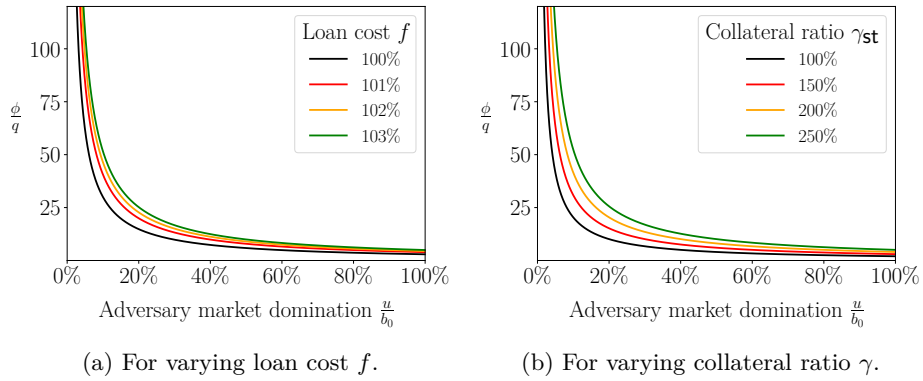 Loan cost f
100%
101%
102%
103%
100
75
50
25
ϕ/q
0% 20% 40% 60% 80% 100%
Adversary market domination u/b₀
(a) For varying loan cost f.
Collateral ratio γst
100%
150%
200%
250%
100
75
50
25
ϕ/q
0% 20% 40% 60% 80% 100%
Adversary market domination u/b₀
(b) For varying collateral ratio γ.